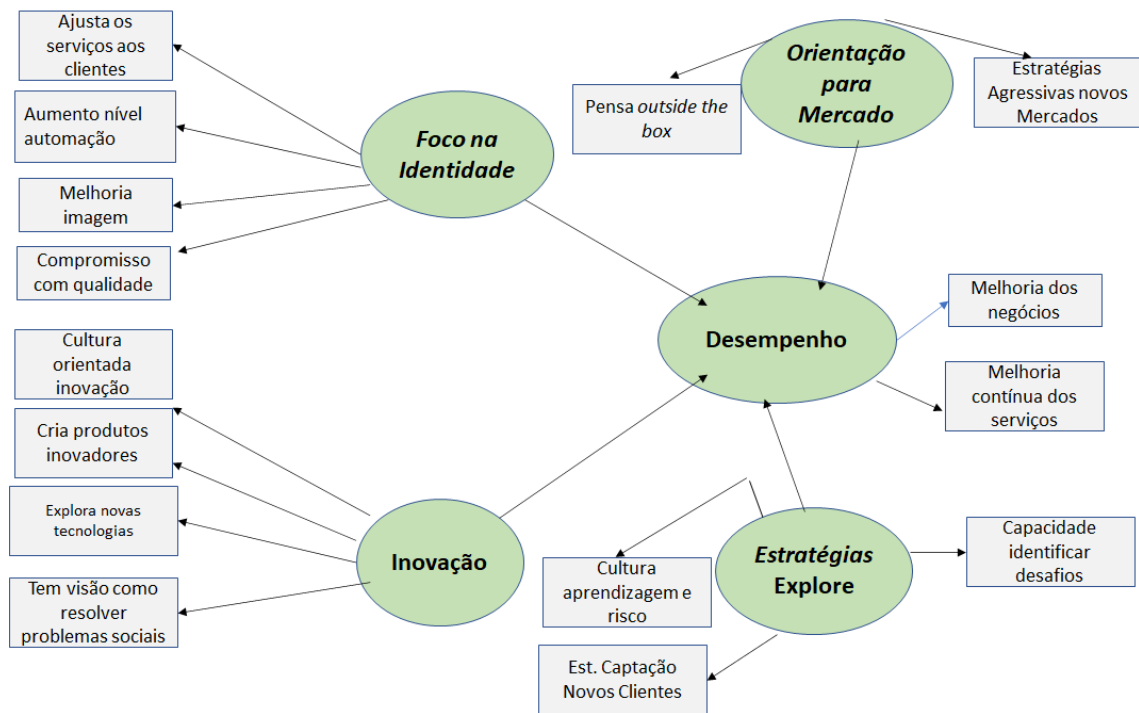 Ajusta os
serviços aos
clientes
Aumento nível
automação
Melhoria
imagem
Compromisso
com qualidade
Foco na
Identidade
Orientação
para
Mercado
Pensa outside the
box
Estratégias
Agressivas novos
Mercados
Desempenho
Melhoria dos
negócios
Melhoria
contínua dos
serviços
Cultura
orientada
inovação
Cria produtos
inovadores
Explora novas
tecnologias
Tem visão como
resolver
problemas sociais
Inovação
Estratégias
Explore
Cultura
aprendizagem e
risco
Est. Captação
Novos Clientes
Capacidade
identificar
desafios